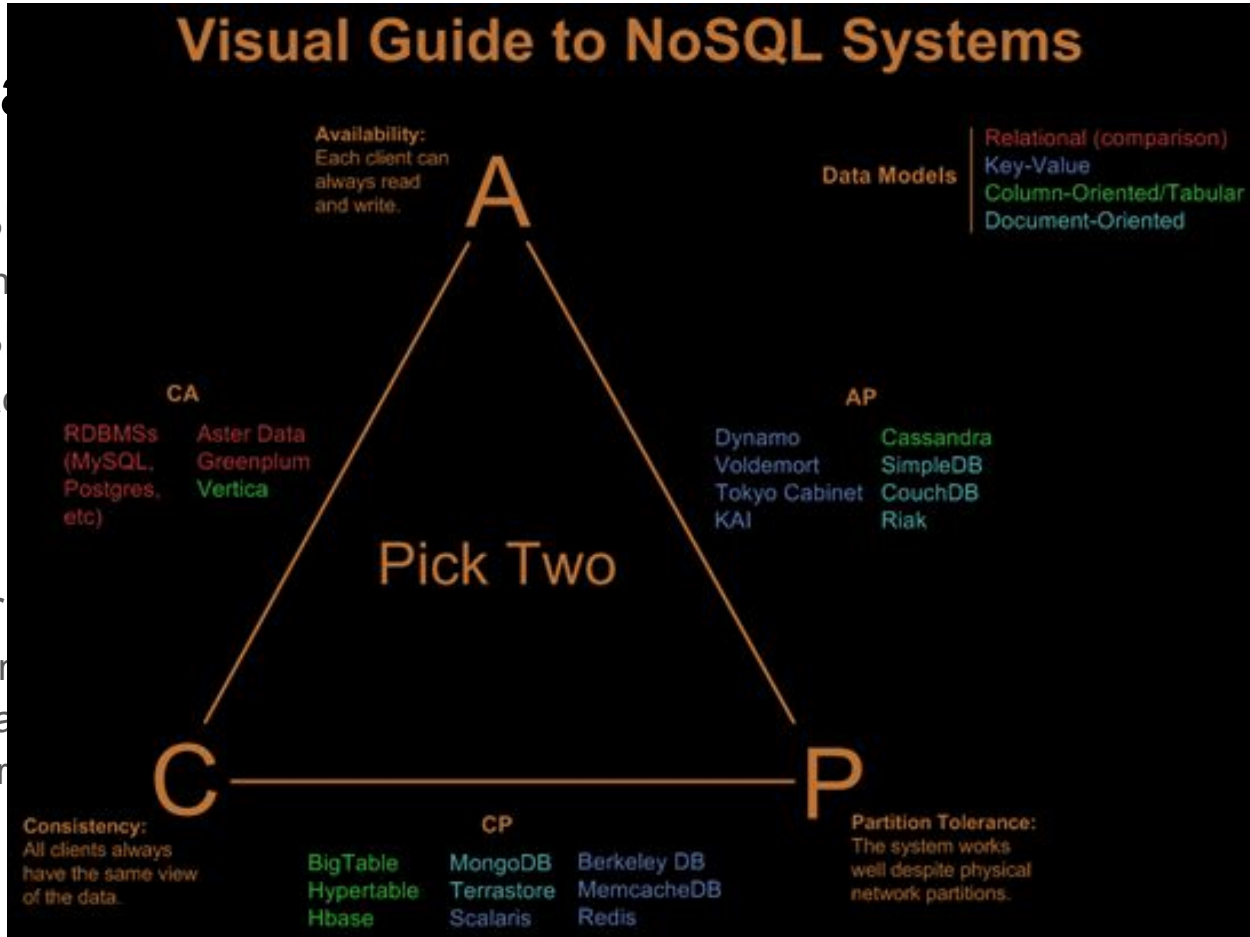 Visual Guide to NoSQL Systems
Availability:
Each client can
always read
and write.
A
Data Models
Relational (comparison)
Key-Value
Column-Oriented/Tabular
Document-Oriented
CA
RDBMSs
(MySQL,
Postgres,
etc)
Aster Data
Greenplum
Vertica
AP
Dynamo
Voldemort
Tokyo Cabinet
KAI
Cassandra
SimpleDB
CouchDB
Riak
Pick Two
C
P
Consistency:
All clients always
have the same view
of the data.
CP
BigTable
Hypertable
Hbase
MongoDB
Terrastore
Scalaris
Berkeley DB
MemcacheDB
Redis
Partition Tolerance:
The system works
well despite physical
network partitions.